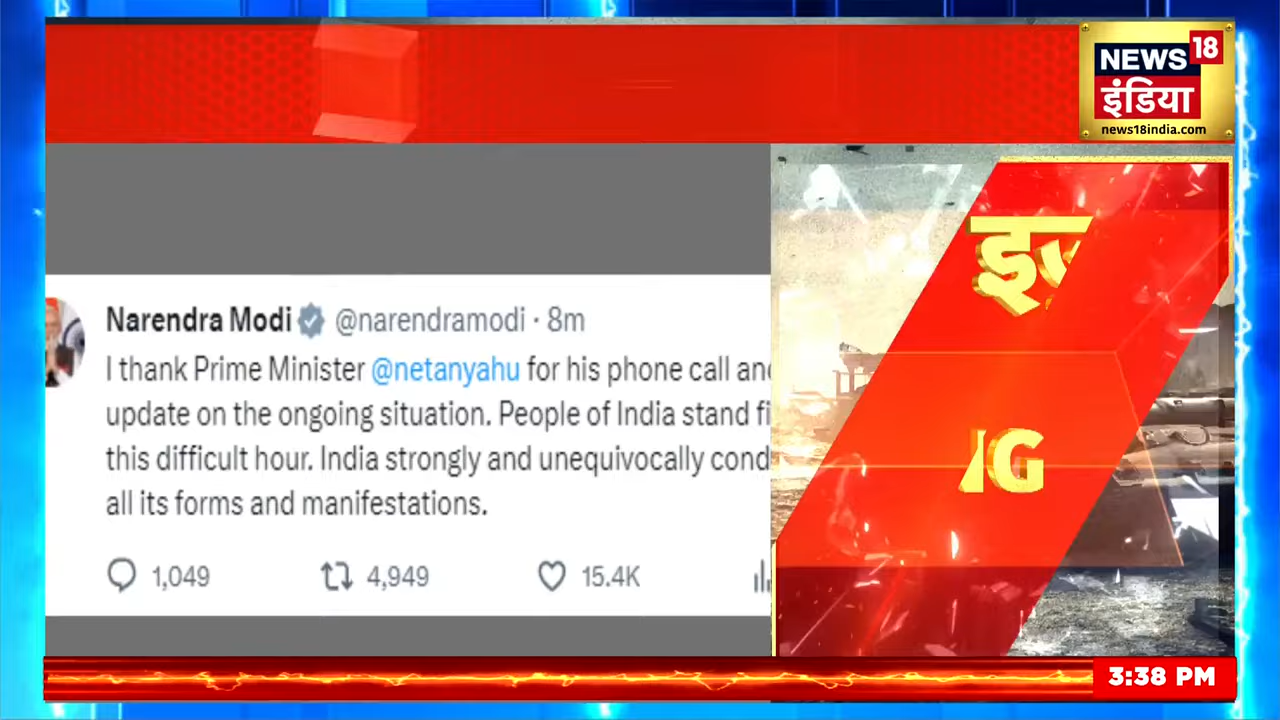 NEWS 18
इंडिया
news18india.com
Narendra Modi @narendramodi · 8m
I thank Prime Minister @netanyahu for his phone call
update on the ongoing situation. People of India stand
this difficult hour. India strongly and unequivocally
all its forms and manifestations.
1,049 4,949 15.4K
3:38 PM